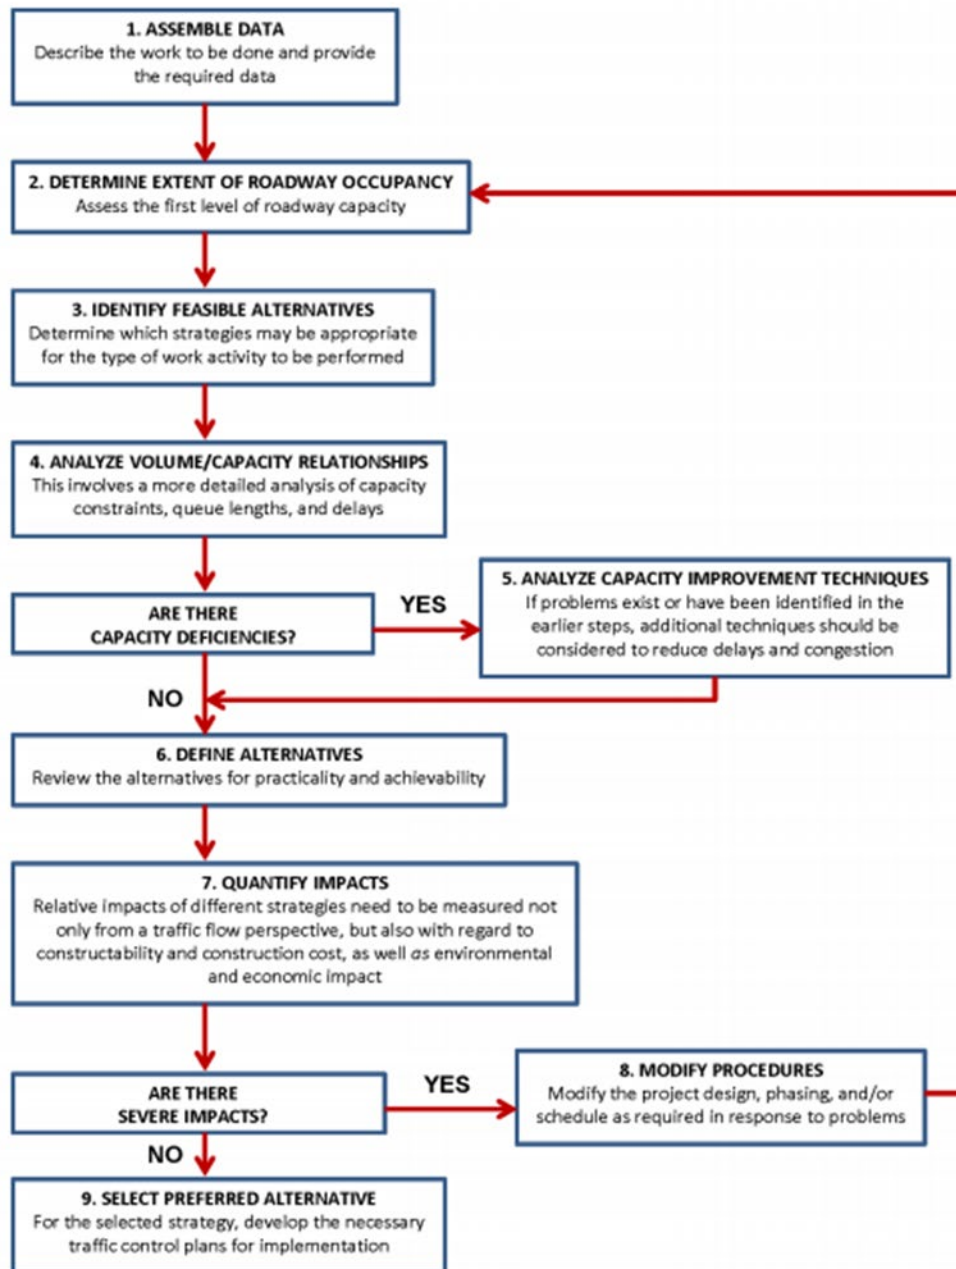 1. ASSEMBLE DATA
Describe the work to be done and provide
the required data
2. DETERMINE EXTENT OF ROADWAY OCCUPANCY
Assess the first level of roadway capacity
3. IDENTIFY FEASIBLE ALTERNATIVES
Determine which strategies may be appropriate
for the type of work activity to be performed
4. ANALYZE VOLUME/CAPACITY RELATIONSHIPS
This involves a more detailed analysis of capacity
constraints, queue lengths, and delays
ARE THERE
CAPACITY DEFICIENCIES?
YES
5. ANALYZE CAPACITY IMPROVEMENT TECHNIQUES
If problems exist or have been identified in the
earlier steps, additional techniques should be
considered to reduce delays and congestion
NO
6. DEFINE ALTERNATIVES
Review the alternatives for practicality and achievability
7. QUANTIFY IMPACTS
Relative impacts of different strategies need to be measured not
only from a traffic flow perspective, but also with regard to
constructability and construction cost, as well as environmental
and economic impact
ARE THERE
SEVERE IMPACTS?
YES
8. MODIFY PROCEDURES
Modify the project design, phasing, and/or
schedule as required in response to problems
NO
9. SELECT PREFERRED ALTERNATIVE
For the selected strategy, develop the necessary
traffic control plans for implementation